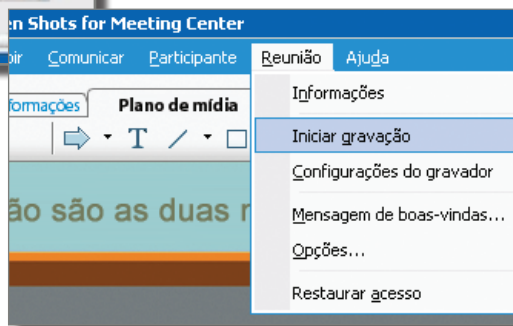 en Shots for Meeting Center
bir Comunicar Participante Reunião Ajuda
formações Plano de mídia
T
ão são as duas r
Informações
Iniciar gravação
Configurações do gravador
Mensagem de boas-vindas...
Opções...
Restaurar acesso